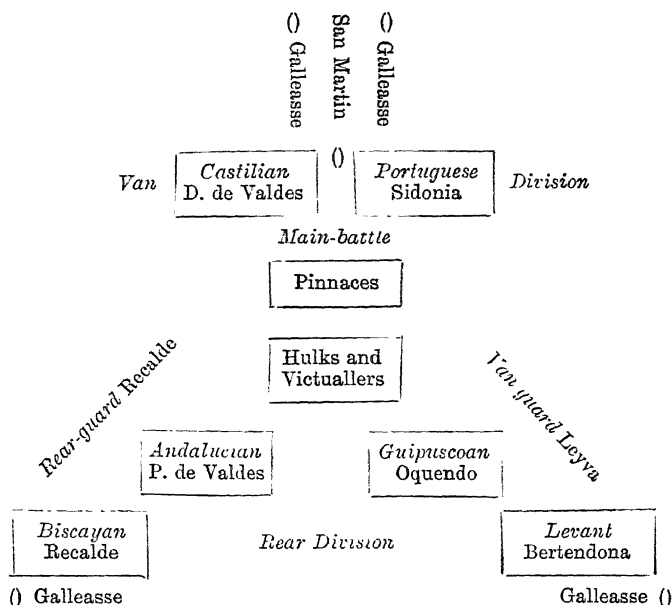 () Galleasse
San Martin
()
() Galleasse
Van
Castilian
D. de Valdes
Portuguese
Sidonia
Division
Main-battle
Pinnaces
Hulks and
Victuallers
Rear-guard Recalde
Van guard Leyva
Andalucian
P. de Valdes
Guipuscoan
Oquendo
Biscayan
Recalde
Rear Division
Levant
Bertendona
() Galleasse
Galleasse ()